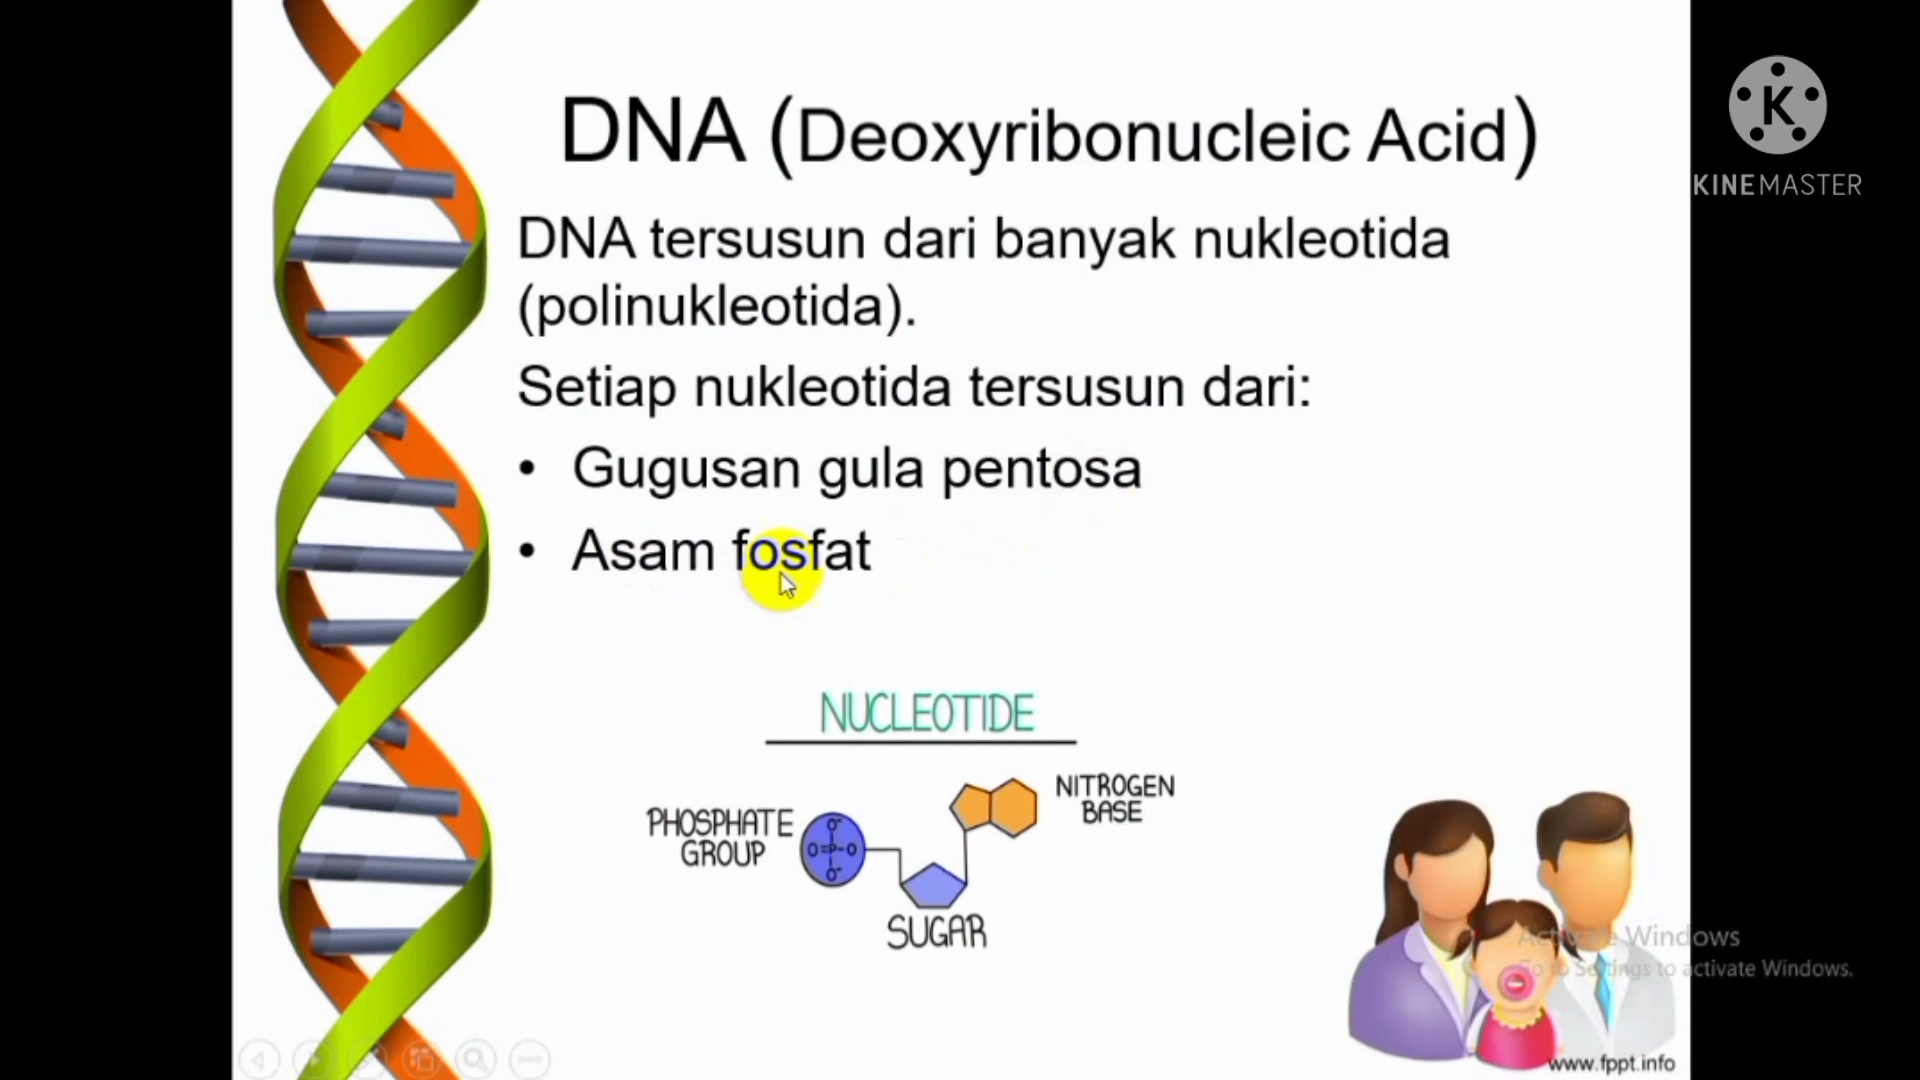 DNA (Deoxyribonucleic Acid)
DNA tersusun dari banyak nukleotida
(polinukleotida).
Setiap nukleotida tersusun dari:
• Gugusan gula pentosa
• Asam fosfat
NUCLEOTIDE
PHOSPHATE
GROUP
O⁻
O=P-O
O⁻
NITROGEN
BASE
SUGAR
K
KINEMASTER
Activate Windows
Go to Settings to activate Windows.
www.fppt.info